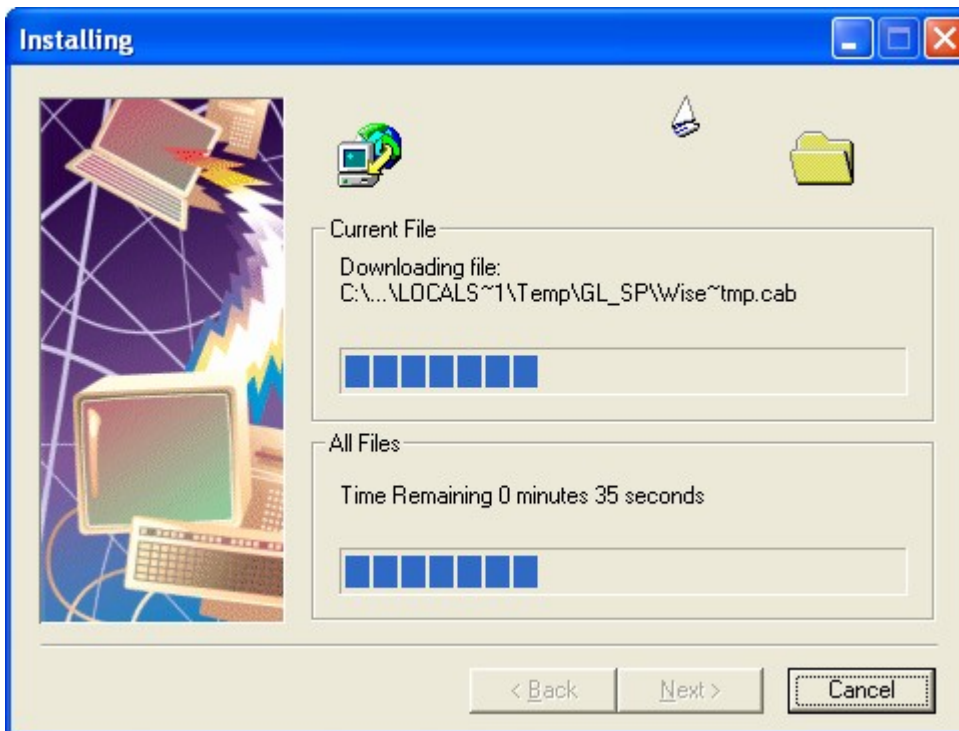 Installing
Current File
Downloading file:
C:\...\LOCALS~1\Temp\GL_SP\Wise~tmp.cab
All Files
Time Remaining 0 minutes 35 seconds
< Back
Next >
Cancel